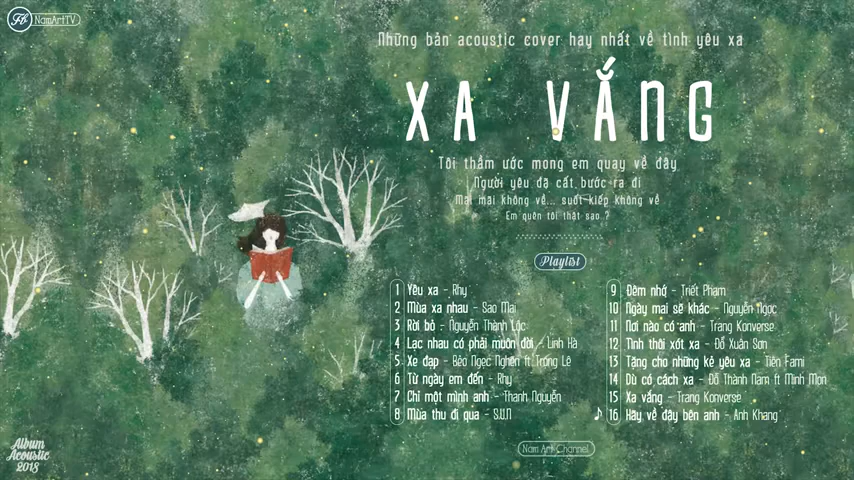 NamArtTV
Những bản acoustic cover hay nhất về tình yêu xa
XA VẮNG
Tôi thầm ước mong em quay về đây
Người yêu đã cất bước ra đi
Mãi mãi không về... suốt kiếp không về
Em quên tôi thật sao ?
Playlist
1 Yêu xa - Rhy
2 Mùa xa nhau - Sao Mai
3 Rời bỏ - Nguyễn Thành Lộc
4 Lạc nhau có phải muôn đời - Linh Hà
5 Xe đạp - Bèo Ngọc Nghên ft Trọng Lê
6 Từ ngày em đến - Rhy
7 Chỉ một mình anh - Thanh Nguyễn
8 Mùa thu đi qua - S.U.N
9 Đêm nhớ - Triết Phạm
10 Ngày mai sẽ khác - Nguyễn Ngọc
11 Nơi nào có anh - Trang Konverse
12 Tình thôi xót xa - Đỗ Xuân Sơn
13 Tặng cho những kẻ yêu xa - Tiên Fami
14 Dù có cách xa - Đỗ Thành Nam ft Minh Mon
15 Xa vắng - Trang Konverse
♪ 16 Hãy về đây bên anh - Anh Khang
Nam Art Channel
Album
Acoustic
2018